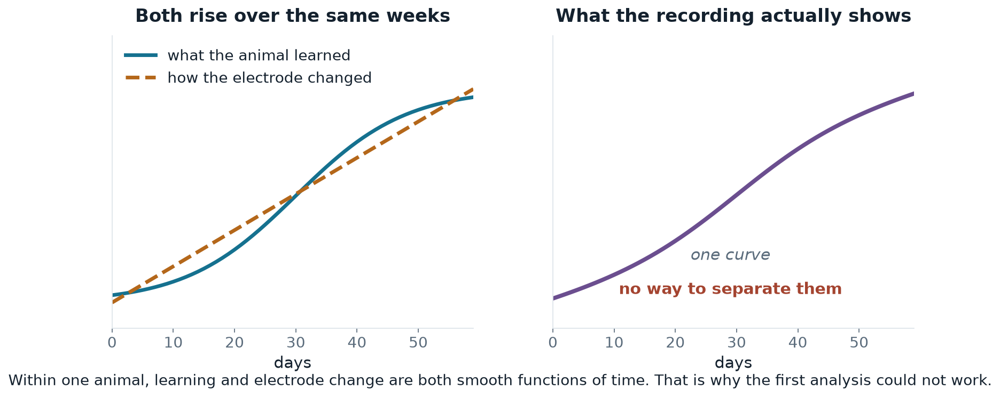 Both rise over the same weeks
what the animal learned
how the electrode changed
0 10 20 30 40 50
days
What the recording actually shows
one curve
no way to separate them
0 10 20 30 40 50
days
Within one animal, learning and electrode change are both smooth functions of time. That is why the first analysis could not work.